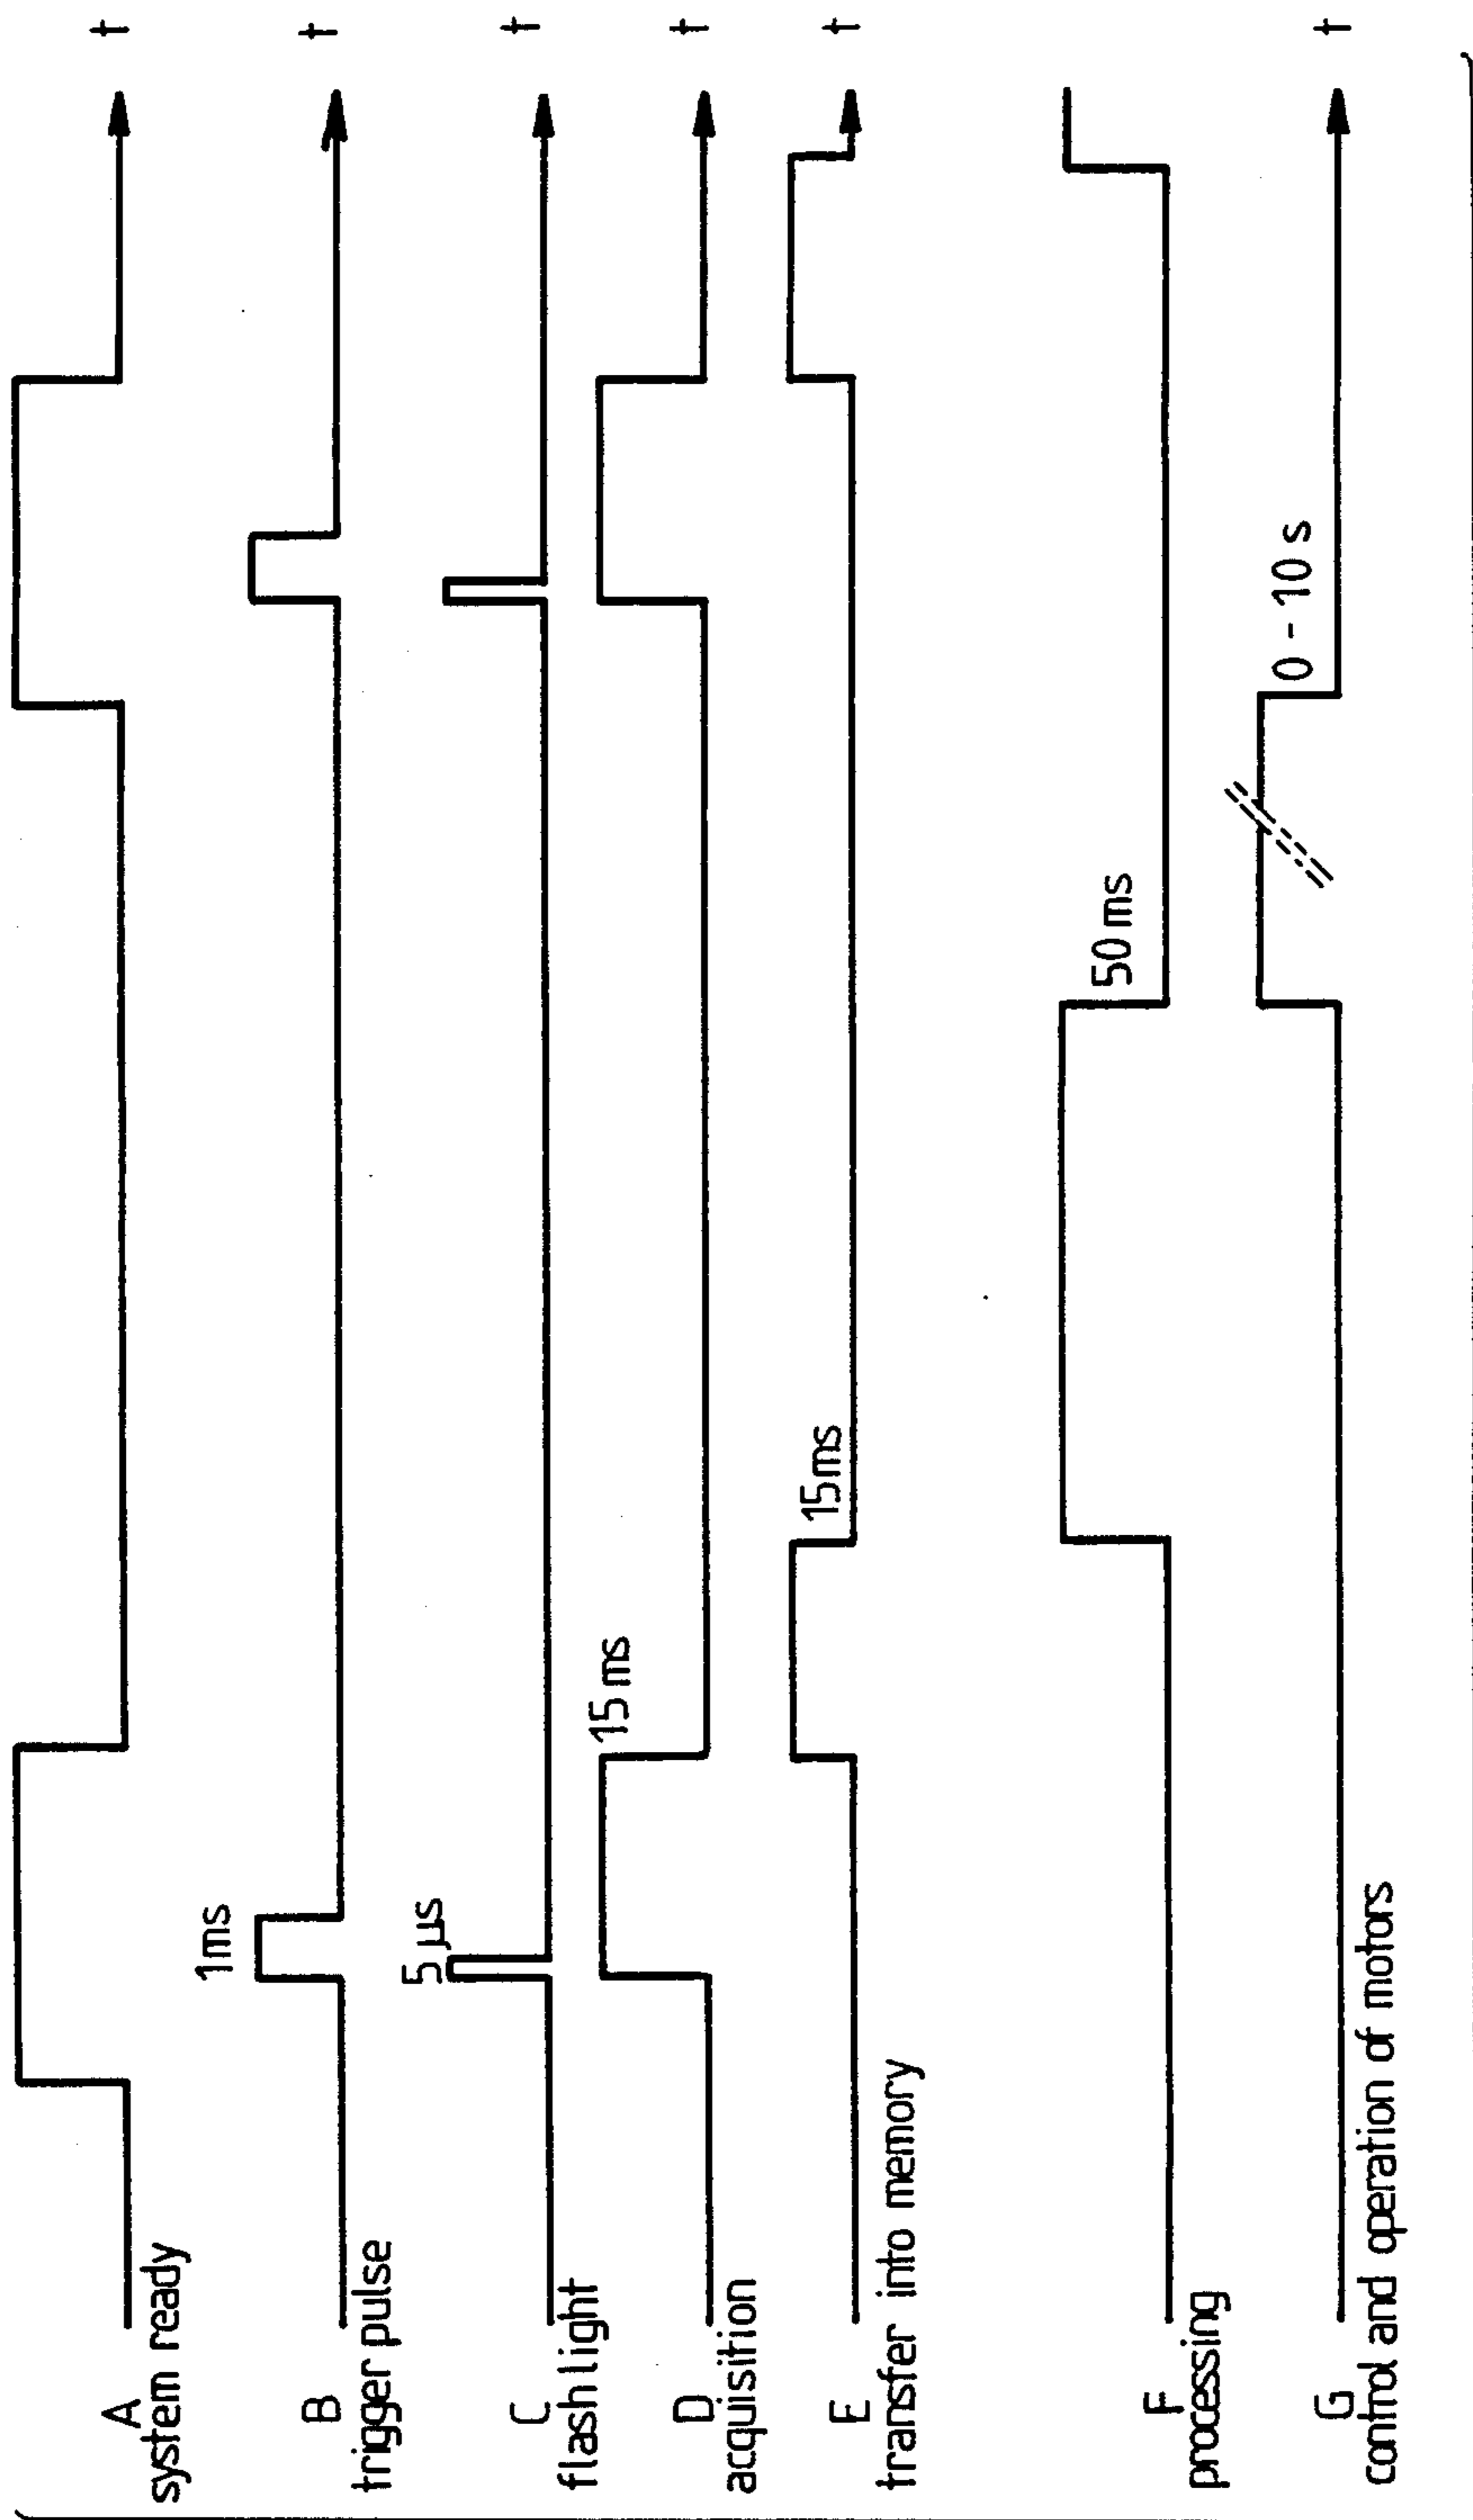 A
system ready
t
B
trigger pulse
1ms
t
C
flash light
5 µs
t
D
acquisition
15 ms
t
E
transfer into memory
15ms
t
F
processing
50 ms
G
control and operation of motors
0 - 10 s
t